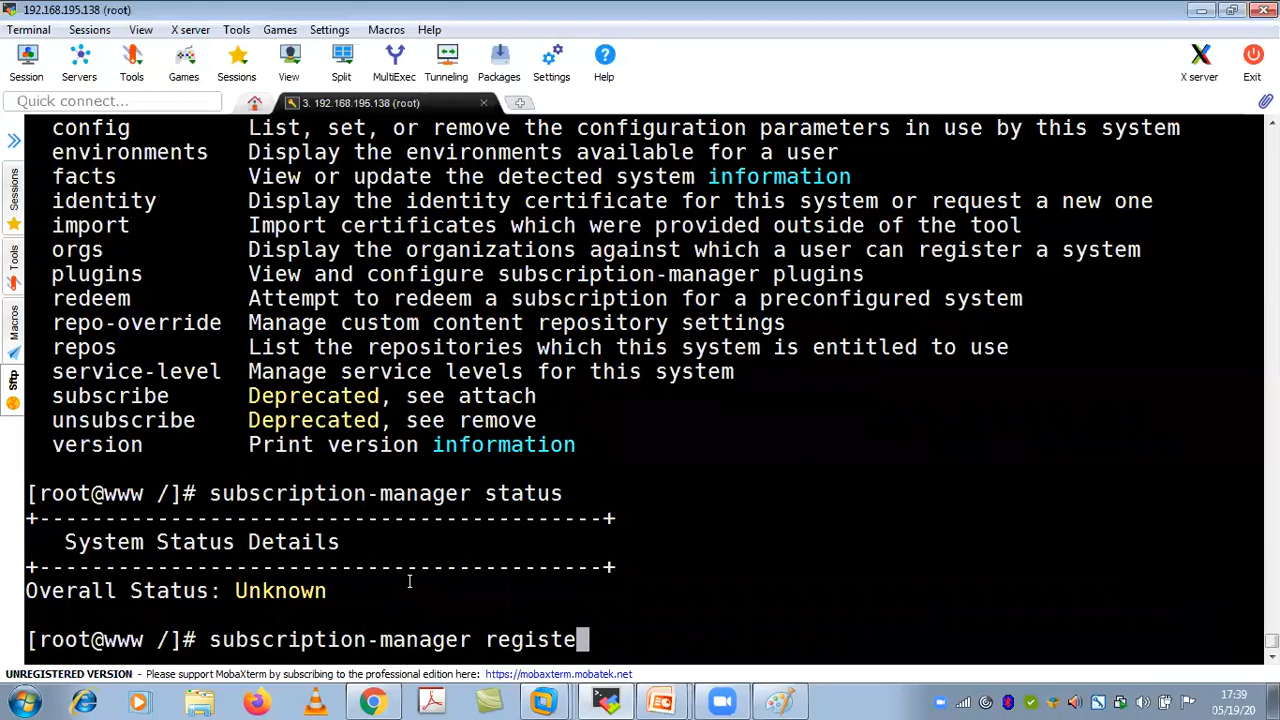 192.168.195.138 (root)
Terminal Sessions View X server Tools Games Settings Macros Help
Session Servers Tools Games Sessions View Split MultiExec Tunneling Packages Settings Help X server Exit
Quick connect...
3. 192.168.195.138 (root)
Sessions
Tools
Macros
Sftp
config List, set, or remove the configuration parameters in use by this system
environments Display the environments available for a user
facts View or update the detected system information
identity Display the identity certificate for this system or request a new one
import Import certificates which were provided outside of the tool
orgs Display the organizations against which a user can register a system
plugins View and configure subscription-manager plugins
redeem Attempt to redeem a subscription for a preconfigured system
repo-override Manage custom content repository settings
repos List the repositories which this system is entitled to use
service-level Manage service levels for this system
subscribe Deprecated, see attach
unsubscribe Deprecated, see remove
version Print version information
[root@www /]# subscription-manager status
+-------------------------------------------+
System Status Details
+-------------------------------------------+
Overall Status: Unknown
[root@www /]# subscription-manager registe
UNREGISTERED VERSION - Please support MobaXterm by subscribing to the professional edition here: https://mobaxterm.mobatek.net
17:39
05/19/20